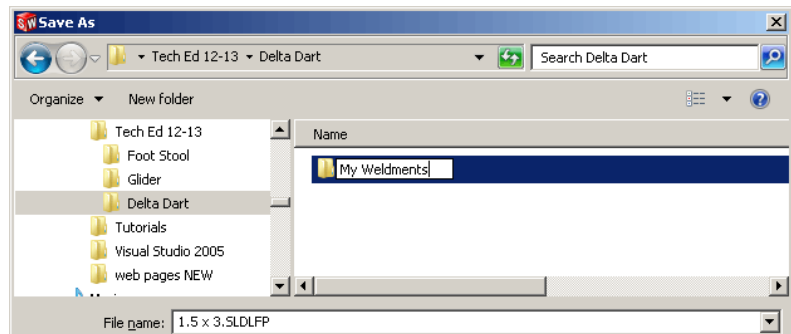 SW Save As
Tech Ed 12-13 Delta Dart Search Delta Dart
Organize New folder
Tech Ed 12-13
Foot Stool
Glider
Delta Dart
Tutorials
Visual Studio 2005
web pages NEW
Name
My Weldments
File name: 1.5 x 3.SLDLFP